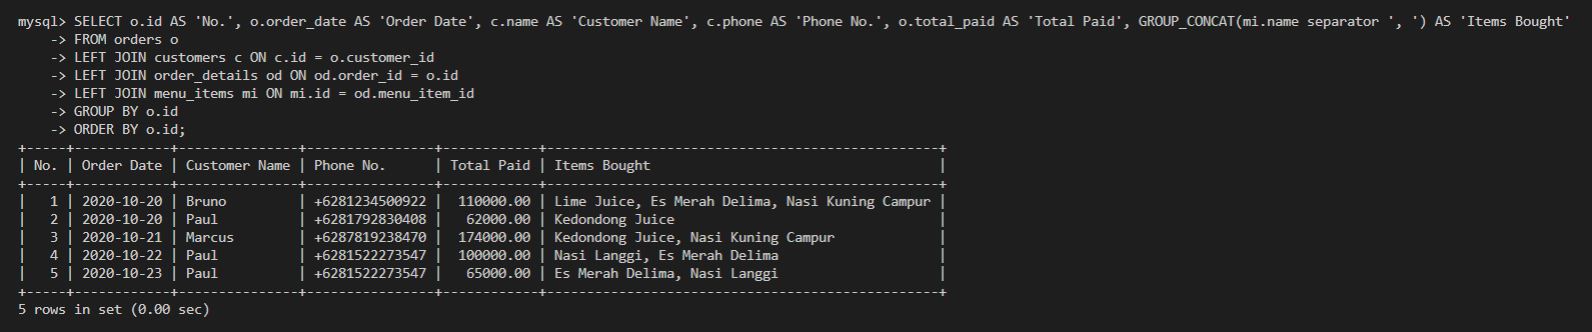 mysql> SELECT o.id AS 'No.', o.order_date AS 'Order Date', c.name AS 'Customer Name', c.phone AS 'Phone No.', o.total_paid AS 'Total Paid', GROUP_CONCAT(mi.name separator ', ') AS 'Items Bought'
    -> FROM orders o
    -> LEFT JOIN customers c ON c.id = o.customer_id
    -> LEFT JOIN order_details od ON od.order_id = o.id
    -> LEFT JOIN menu_items mi ON mi.id = od.menu_item_id
    -> GROUP BY o.id
    -> ORDER BY o.id;
+-----+------------+---------------+----------------+------------+-------------------------------------------------+
| No. | Order Date | Customer Name | Phone No.      | Total Paid | Items Bought                                    |
+-----+------------+---------------+----------------+------------+-------------------------------------------------+
|   1 | 2020-10-20 | Bruno         | +6281234500922 |  110000.00 | Lime Juice, Es Merah Delima, Nasi Kuning Campur |
|   2 | 2020-10-20 | Paul          | +6281792830408 |   62000.00 | Kedondong Juice                                 |
|   3 | 2020-10-21 | Marcus        | +6287819238470 |  174000.00 | Kedondong Juice, Nasi Kuning Campur             |
|   4 | 2020-10-22 | Paul          | +6281522273547 |  100000.00 | Nasi Langgi, Es Merah Delima                    |
|   5 | 2020-10-23 | Paul          | +6281522273547 |   65000.00 | Es Merah Delima, Nasi Langgi                    |
+-----+------------+---------------+----------------+------------+-------------------------------------------------+
5 rows in set (0.00 sec)